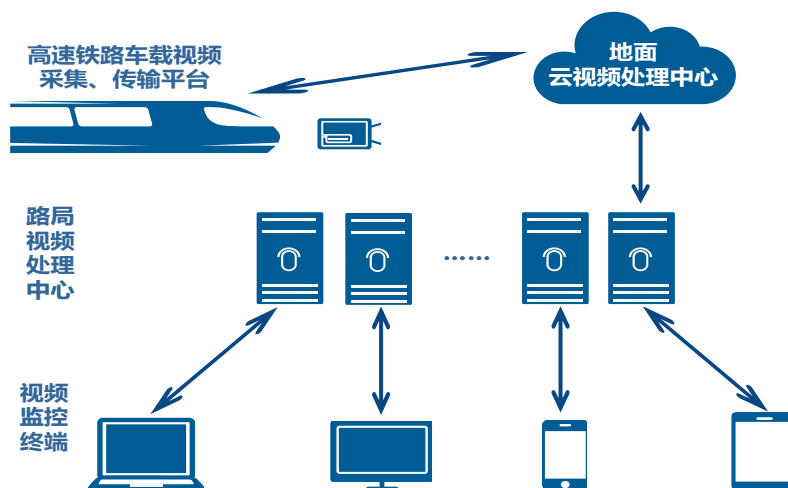 高速铁路车载视频
采集、传输平台
地面
云视频处理中心
路局
视频
处理
中心
……
视频
监控
终端